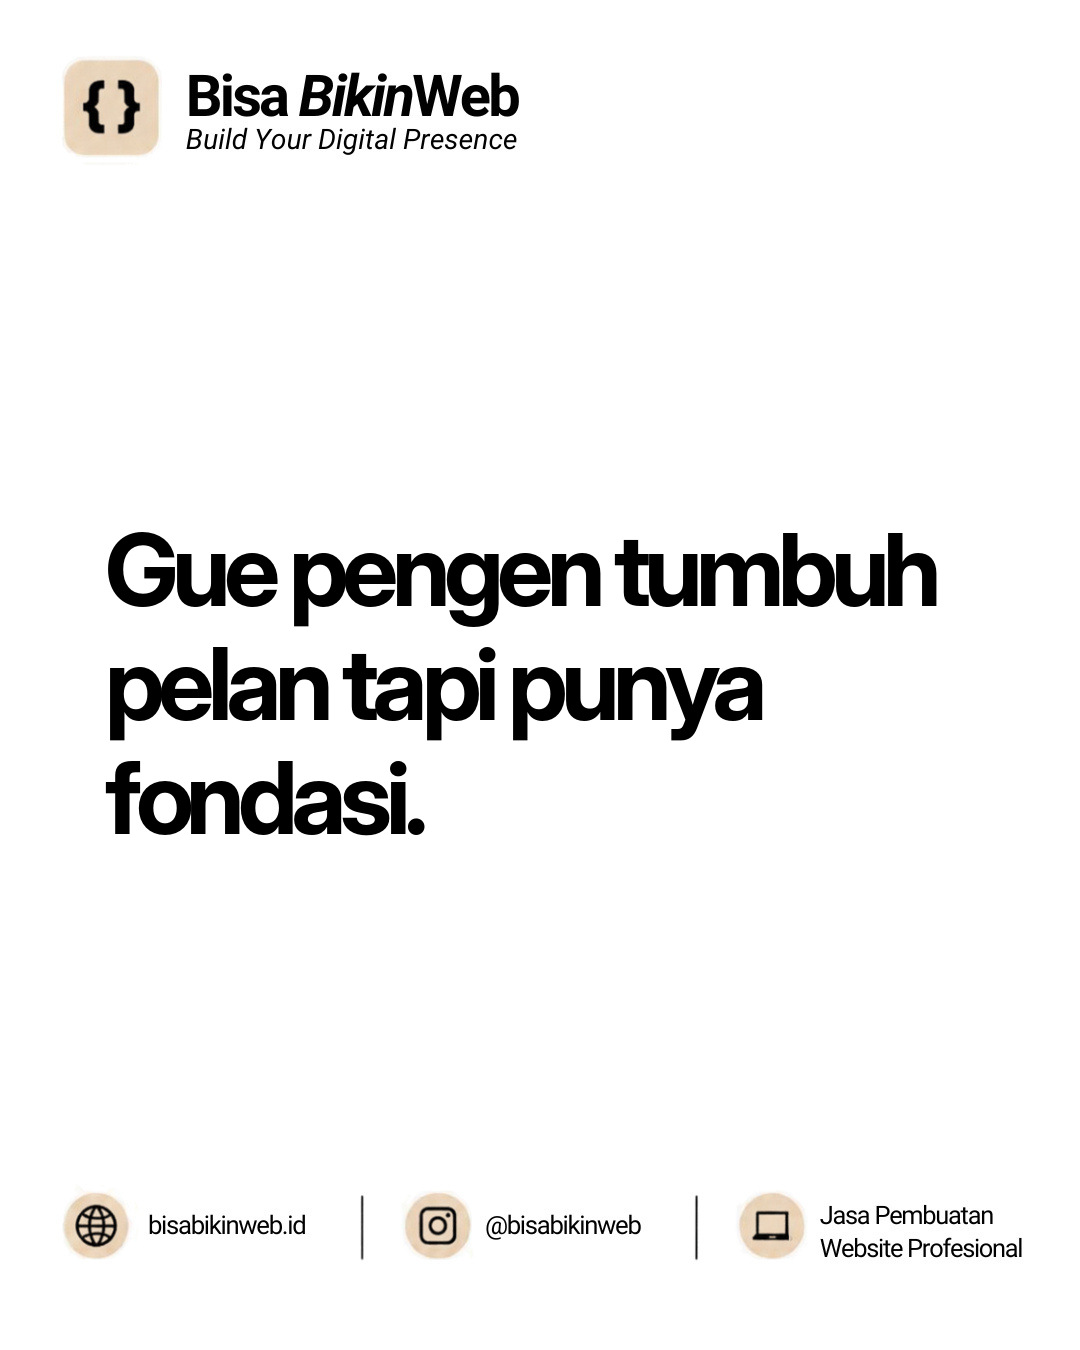 { }
Bisa BikinWeb
Build Your Digital Presence
Gue pengen tumbuh
pelan tapi punya
fondasi.
bisabikinweb.id
@bisabikinweb
Jasa Pembuatan
Website Profesional